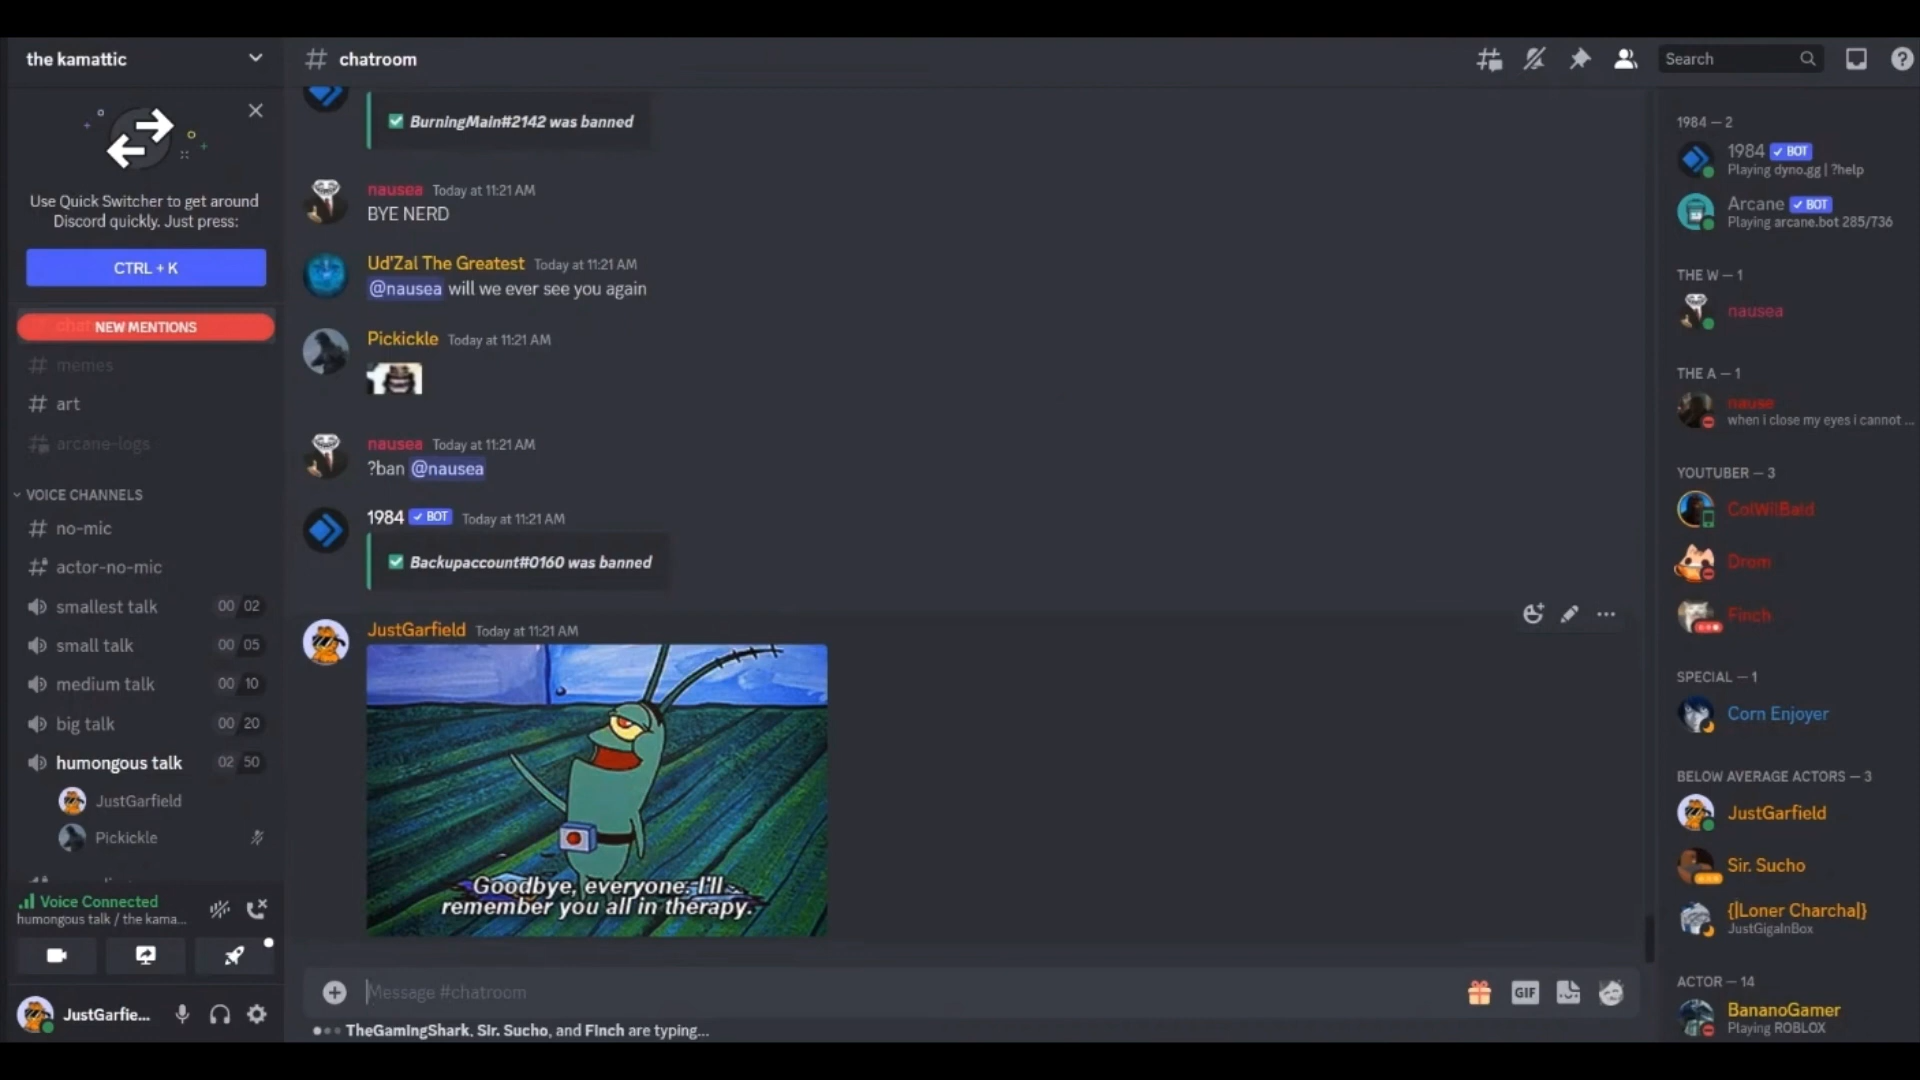 the kamattic
Use Quick Switcher to get around
Discord quickly. Just press:
CTRL + K
NEW MENTIONS
memes
art
arcane-logs
VOICE CHANNELS
no-mic
actor-no-mic
smallest talk 00 02
small talk 00 05
medium talk 00 10
big talk 00 20
humongous talk 02 50
JustGarfield
Pickickle
Voice Connected
humongous talk / the kama...
JustGarfie...
# chatroom
BurningMain#2142 was banned
nausea Today at 11:21 AM
BYE NERD
Ud'Zal The Greatest Today at 11:21 AM
@nausea will we ever see you again
Pickickle Today at 11:21 AM
nausea Today at 11:21 AM
?ban @nausea
1984 BOT Today at 11:21 AM
Backupaccount#0160 was banned
JustGarfield Today at 11:21 AM
Goodbye, everyone. I'll
remember you all in therapy.
Message #chatroom
GIF
TheGamingShark, Sir. Sucho, and Finch are typing...
Search
1984 — 2
1984 BOT
Playing dyno.gg | ?help
Arcane BOT
Playing arcane.bot 285/736
THE W — 1
nausea
THE A — 1
nause
when i close my eyes i cannot ...
YOUTUBER — 3
ColWilBaid
Drom
Finch
SPECIAL — 1
Corn Enjoyer
BELOW AVERAGE ACTORS — 3
JustGarfield
Sir. Sucho
{|Loner Charcha|}
JustGigaInBox
ACTOR — 14
BananoGamer
Playing ROBLOX